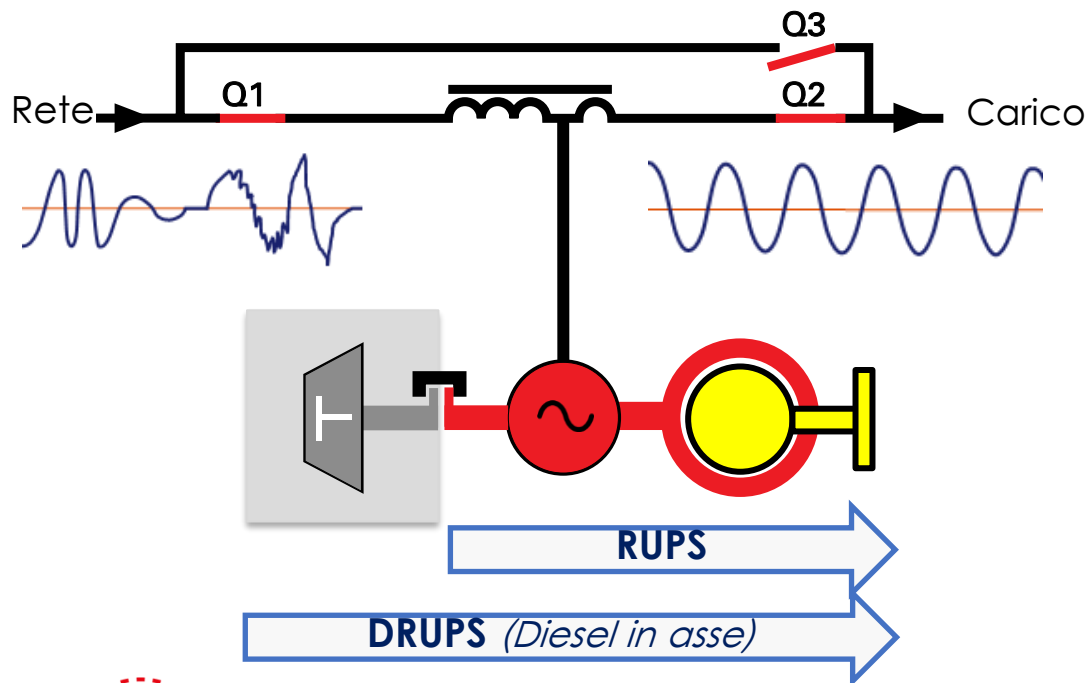 Q3
Rete
Q1
Q2
Carico
T
RUPS
DRUPS (Diesel in asse)